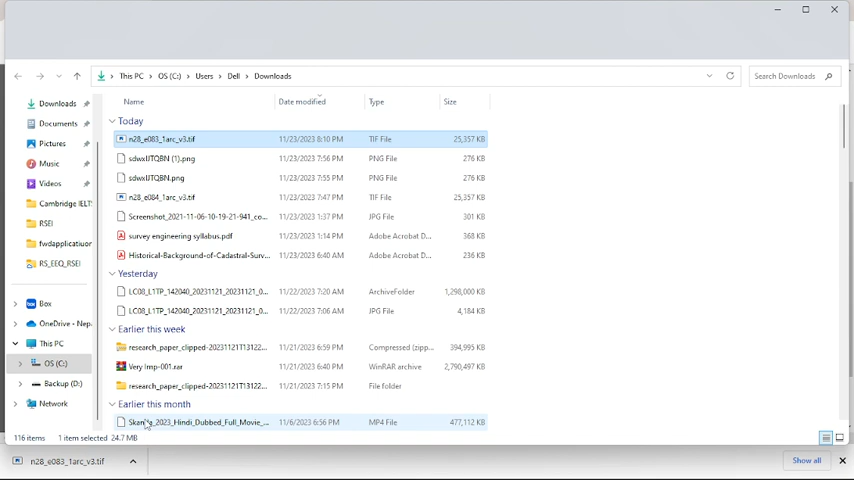 This PC > OS (C:) > Users > Dell > Downloads Search Downloads
Downloads
Documents
Pictures
Music
Videos
Cambridge IELT
RSEI
fwdapplicatiuon
RS_EEQ_RSEI
Box
OneDrive - Nep
This PC
OS (C:)
Backup (D:)
Network
Name Date modified Type Size
Today
n28_e083_1arc_v3.tif 11/23/2023 8:10 PM TIF File 25,357 KB
sdwxIJTQBN (1).png 11/23/2023 7:56 PM PNG File 276 KB
sdwxIJTQBN.png 11/23/2023 7:55 PM PNG File 276 KB
n28_e084_1arc_v3.tif 11/23/2023 7:47 PM TIF File 25,357 KB
Screenshot_2021-11-06-10-19-21-941_co... 11/23/2023 1:37 PM JPG File 301 KB
survey engineering syllabus.pdf 11/23/2023 1:14 PM Adobe Acrobat D... 368 KB
Historical-Background-of-Cadastral-Surv... 11/23/2023 6:40 AM Adobe Acrobat D... 236 KB
Yesterday
LC08_L1TP_142040_20231121_20231121_0... 11/22/2023 7:20 AM ArchiveFolder 1,298,000 KB
LC08_L1TP_142040_20231121_20231121_0... 11/22/2023 7:06 AM JPG File 4,184 KB
Earlier this week
research_paper_clipped-20231121T13122... 11/21/2023 6:59 PM Compressed (zipp... 394,995 KB
Very Imp-001.rar 11/21/2023 6:40 PM WinRAR archive 2,790,497 KB
research_paper_clipped-20231121T13122... 11/21/2023 7:15 PM File folder
Earlier this month
_2023_Hindi_Dubbed_Full_Movie_... 11/6/2023 6:56 PM MP4 File 477,112 KB
116 items 1 item selected 24.7 MB
n28_e083_1arc_v3.tif Show all